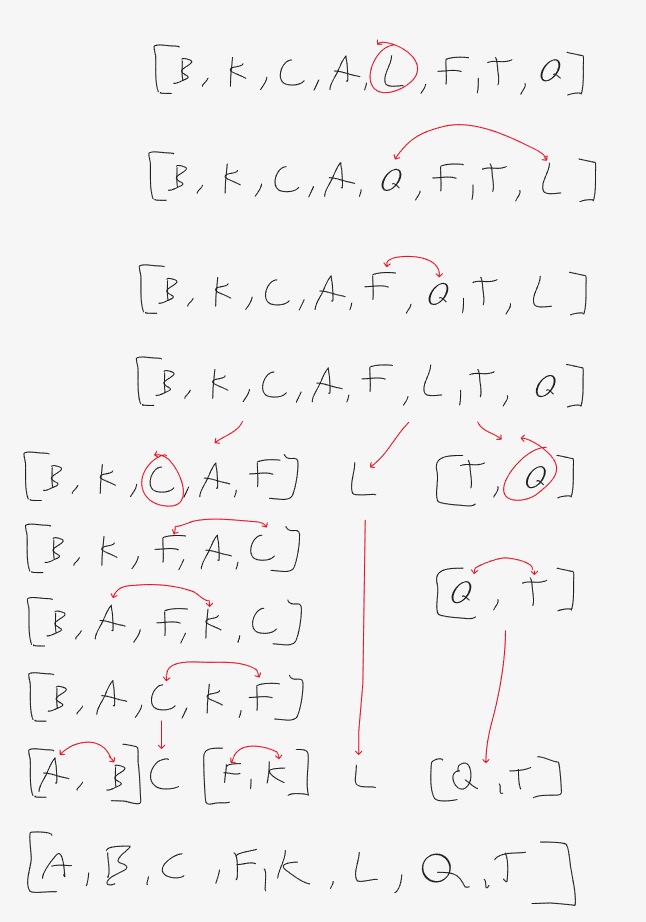 [B, K, C, A, L, F, T, Q]
[B, K, C, A, Q, F, T, L]
[B, K, C, A, F, Q, T, L]
[B, K, C, A, F, L, T, Q]
[B, K, C, A, F] L [T, Q]
[B, K, F, A, C]
[Q, T]
[B, A, F, K, C]
[B, A, C, K, F]
[A, B] C [F, K] L [Q, T]
[A, B, C, F, K, L, Q, T]